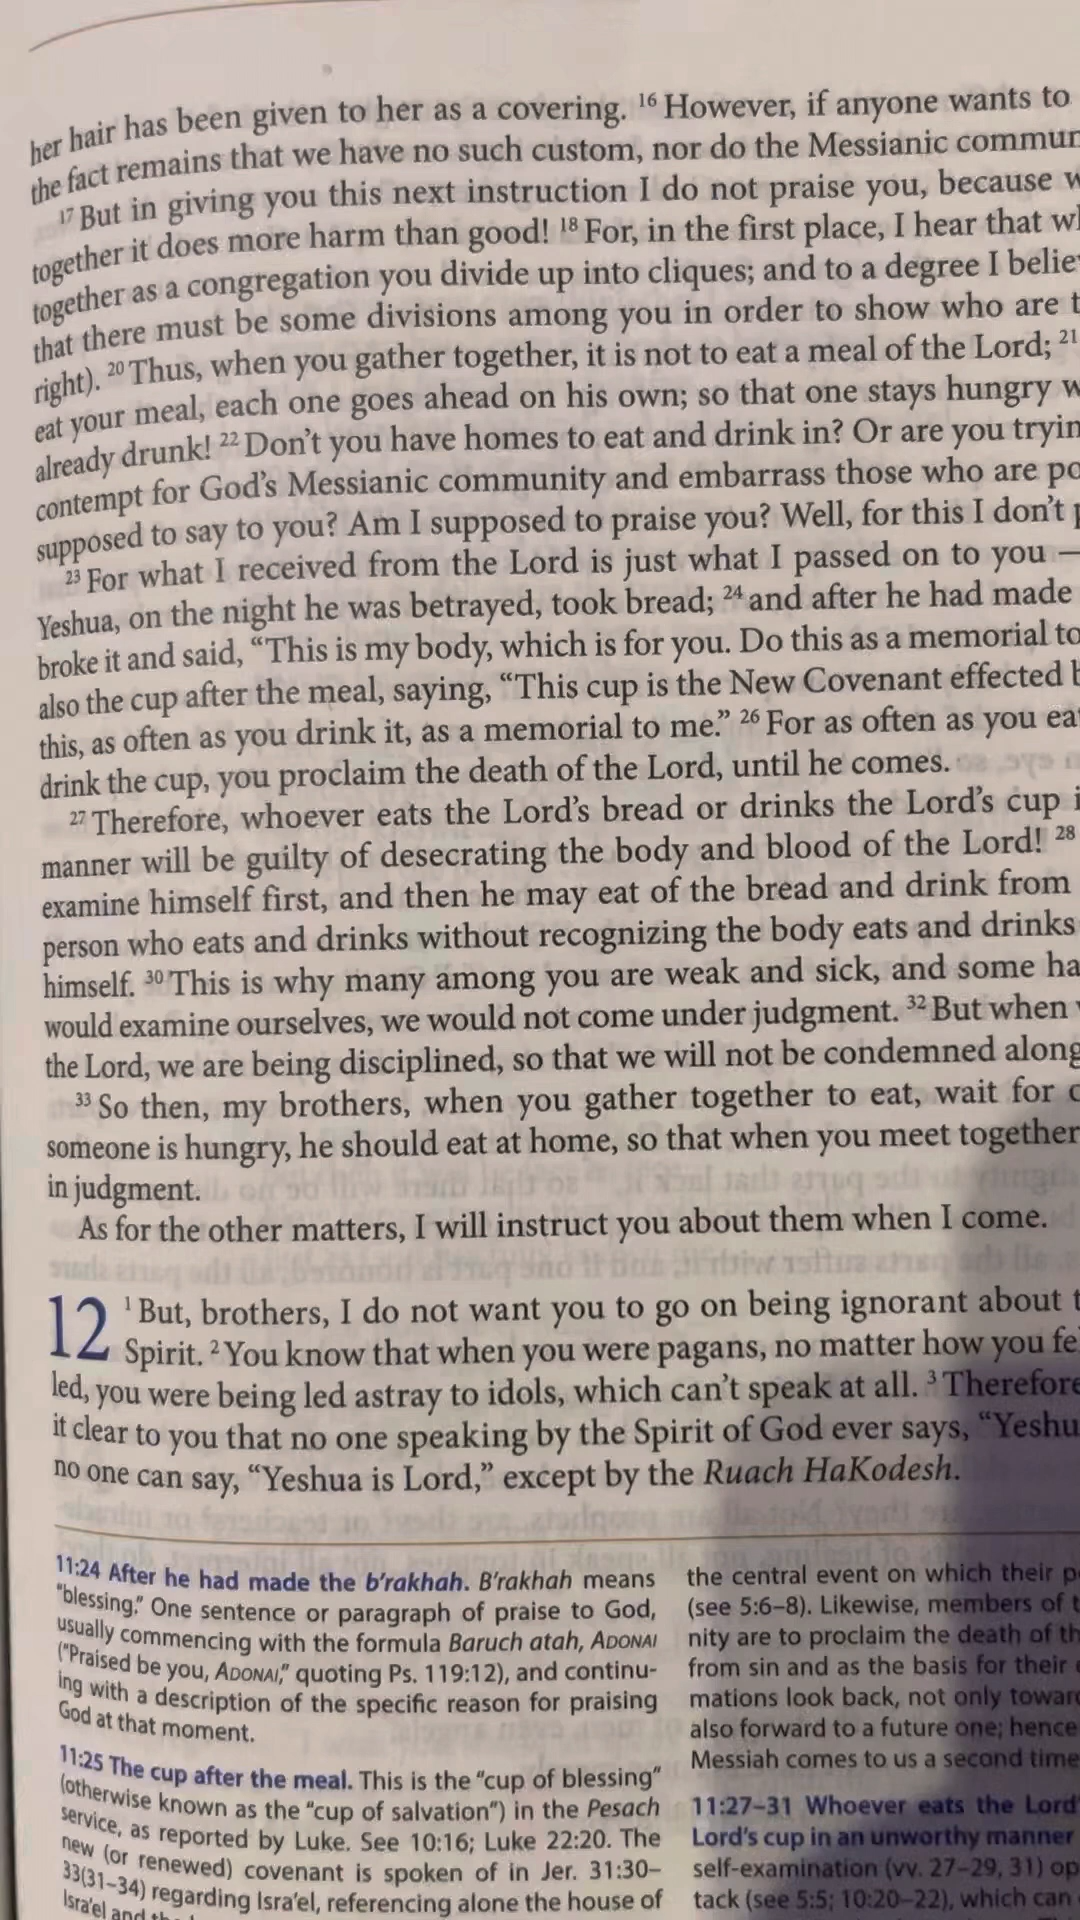 her hair has been given to her as a covering. 16 However, if anyone wants to
the fact remains that we have no such custom, nor do the Messianic
17 But in giving you this next instruction I do not praise you, because
together it does more harm than good! 18 For, in the first place, I hear that
together as a congregation you divide up into cliques; and to a degree I
that there must be some divisions among you in order to show who are
right). 20 Thus, when you gather together, it is not to eat a meal of the Lord; 21
eat your meal, each one goes ahead on his own; so that one stays hungry
already drunk! 22 Don’t you have homes to eat and drink in? Or are you
contempt for God’s Messianic community and embarrass those who are
supposed to say to you? Am I supposed to praise you? Well, for this I don’t
23 For what I received from the Lord is just what I passed on to you —
Yeshua, on the night he was betrayed, took bread; 24 and after he had made
broke it and said, “This is my body, which is for you. Do this as a memorial to
also the cup after the meal, saying, “This cup is the New Covenant effected
this, as often as you drink it, as a memorial to me.” 26 For as often as you
drink the cup, you proclaim the death of the Lord, until he comes.
27 Therefore, whoever eats the Lord’s bread or drinks the Lord’s cup
manner will be guilty of desecrating the body and blood of the Lord! 28
examine himself first, and then he may eat of the bread and drink from
person who eats and drinks without recognizing the body eats and drinks
himself. 30 This is why many among you are weak and sick, and some
would examine ourselves, we would not come under judgment. 32 But when
the Lord, we are being disciplined, so that we will not be condemned
33 So then, my brothers, when you gather together to eat, wait for
someone is hungry, he should eat at home, so that when you meet together
in judgment.
As for the other matters, I will instruct you about them when I come.
12 1 But, brothers, I do not want you to go on being ignorant about
Spirit. 2 You know that when you were pagans, no matter how you
led, you were being led astray to idols, which can’t speak at all. 3 Therefore
it clear to you that no one speaking by the Spirit of God ever says,
no one can say, “Yeshua is Lord,” except by the Ruach HaKodesh.
11:24 After he had made the b’rakhah. B’rakhah means
“blessing.” One sentence or paragraph of praise to God,
usually commencing with the formula Baruch atah, ADONAI
(“Praised be you, ADONAI,” quoting Ps. 119:12), and continu-
ing with a description of the specific reason for praising
God at that moment.
11:25 The cup after the meal. This is the “cup of blessing”
(otherwise known as the “cup of salvation”) in the Pesach
service, as reported by Luke. See 10:16; Luke 22:20. The
new (or renewed) covenant is spoken of in Jer. 31:30–
33(31–34) regarding Isra’el, referencing alone the house of
Isra’el and
the central event on which their
(see 5:6–8). Likewise, members of
nity are to proclaim the death of
from sin and as the basis for their
mations look back, not only
also forward to a future one; hence
Messiah comes to us a second time
11:27–31 Whoever eats the
Lord’s cup in an unworthy manner
self-examination (vv. 27–29, 31)
tack (see 5:5; 10:20–22), which can